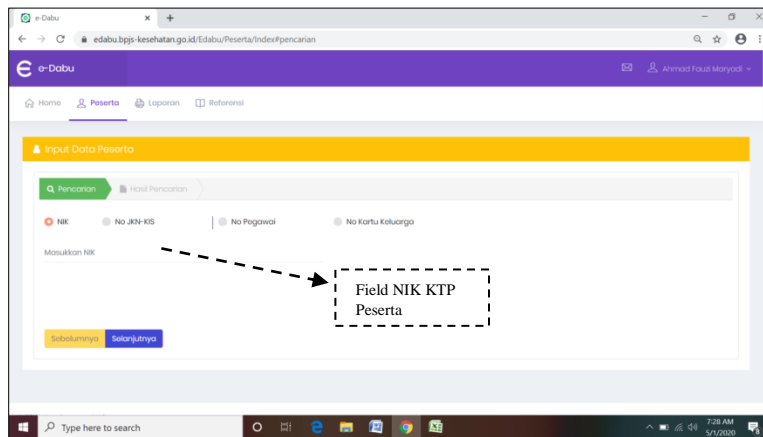 e-Dabu
edabu.bpjs-kesehatan.go.id/Edabu/Peserta/Index#pencarian
e-Dabu
Ahmad Fauzi Maryadi
Home Peserta Laporan Referensi
Input Data Peserta
Pencarian Hasil Pencarian
NIK No JKN-KIS No Pegawai No Kartu Keluarga
Masukkan NIK
Field NIK KTP
Peserta
Sebelumnya Selanjutnya
Type here to search
7:28 AM
5/1/2020